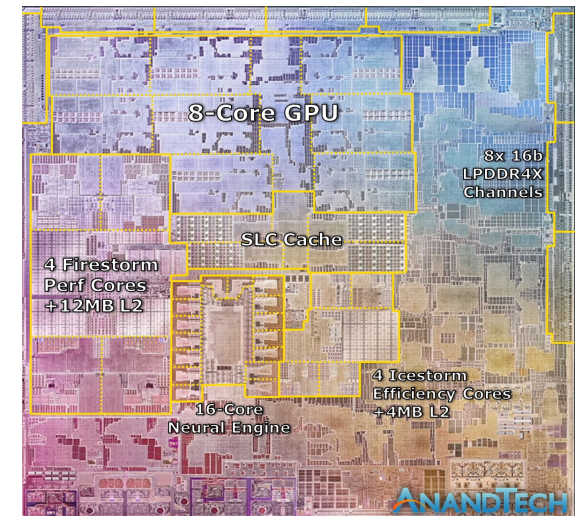 8-Core GPU
8x 16b
LPDDR4X
Channels
SLC Cache
4 Firestorm
Perf Cores
+12MB L2
4 Icestorm
Efficiency Cores
+4MB L2
16-Core
Neural Engine
ANANDTECH